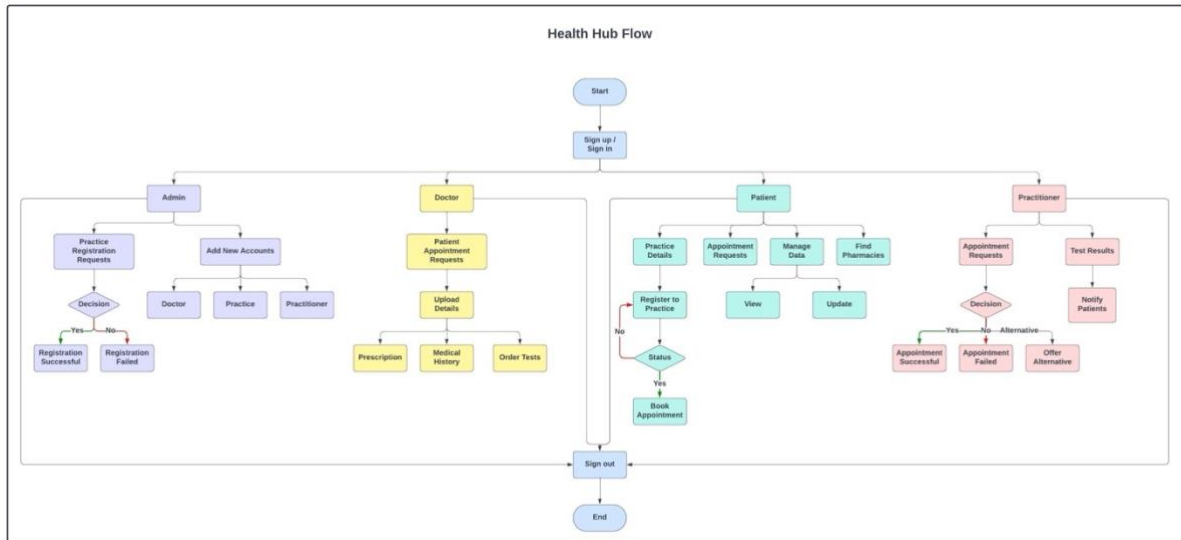 Health Hub Flow
Start
Sign up /
Sign in
Admin
Doctor
Patient
Practitioner
Practice
Registration
Requests
Add New Accounts
Patient
Appointment
Requests
Practice
Details
Appointment
Requests
Manage
Data
Find
Pharmacies
Appointment
Requests
Test Results
Decision
Doctor
Practice
Practitioner
Upload
Details
Register to
Practice
View
Update
Decision
Notify
Patients
Yes
No
No
Yes
No
Alternative
Registration
Successful
Registration
Failed
Prescription
Medical
History
Order Tests
Status
Appointment
Successful
Appointment
Failed
Offer
Alternative
Yes
Book
Appointment
Sign out
End